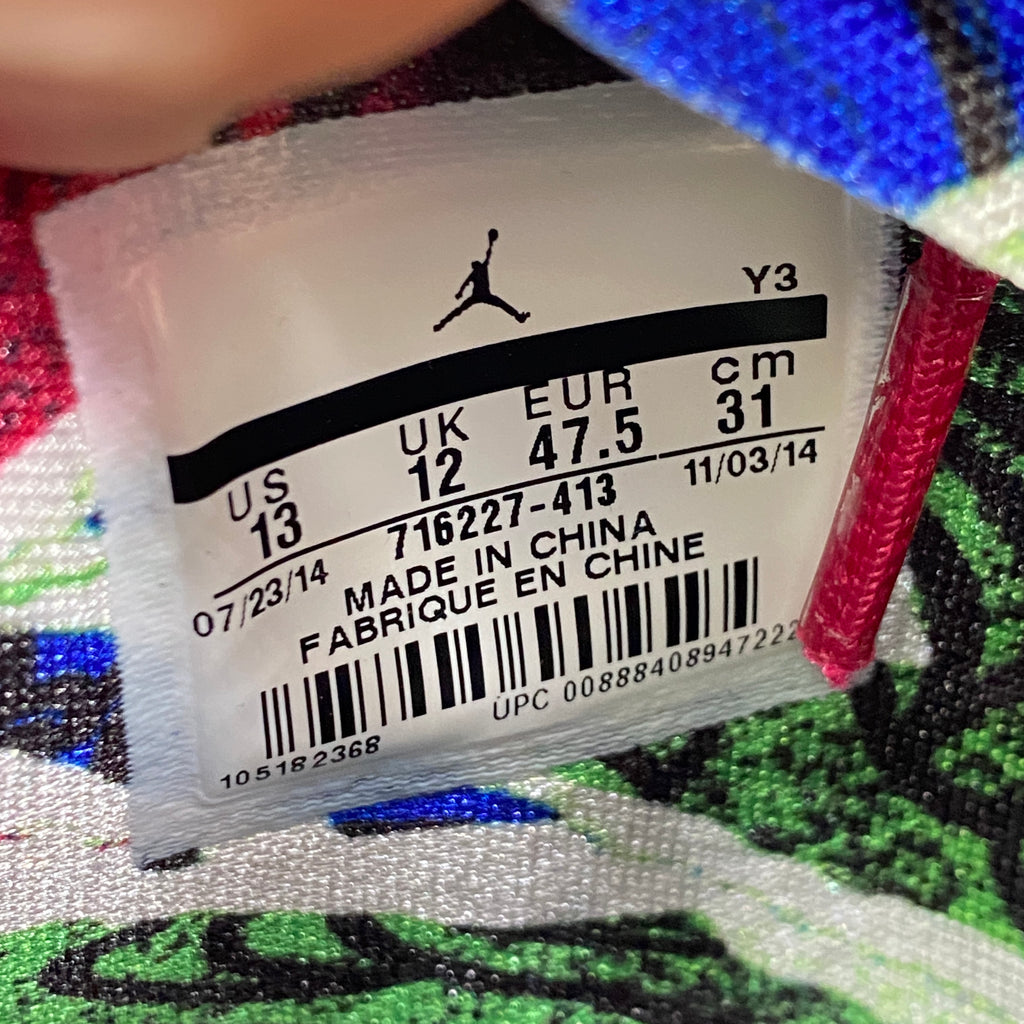 Y3
US UK EUR cm
13 12 47.5 31
07/23/14 716227-413 11/03/14
MADE IN CHINA
FABRIQUE EN CHINE
105182368 UPC 00888408947222